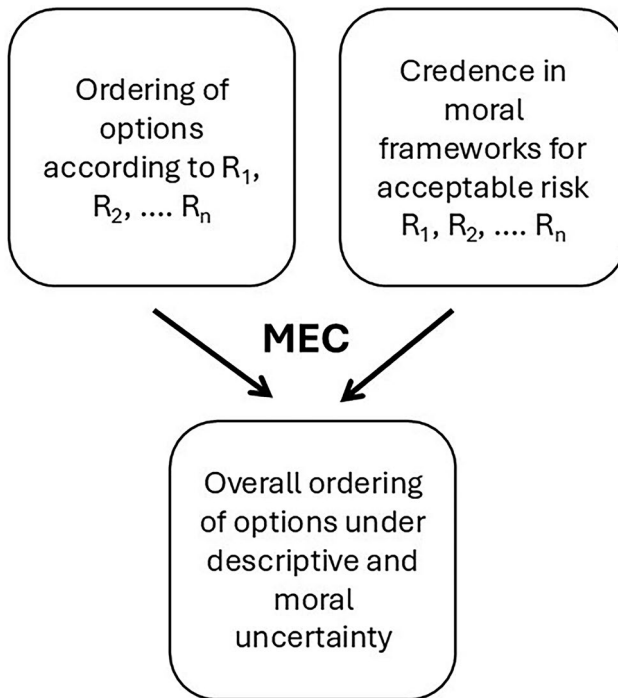 Ordering of
options
according to R₁,
R₂, .... Rₙ
Credence in
moral
frameworks for
acceptable risk
R₁, R₂, .... Rₙ
MEC
Overall ordering
of options under
descriptive and
moral
uncertainty